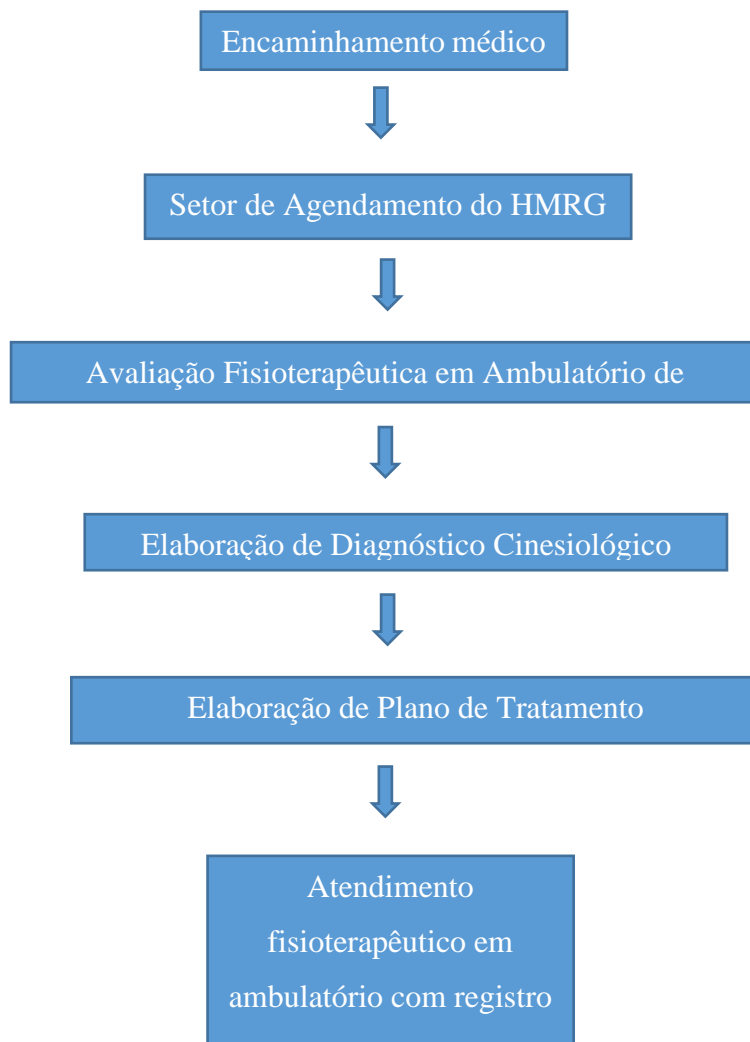 Encaminhamento médico
Setor de Agendamento do HMRG
Avaliação Fisioterapêutica em Ambulatório de
Elaboração de Diagnóstico Cinesiológico
Elaboração de Plano de Tratamento
Atendimento
fisioterapêutico em
ambulatório com registro